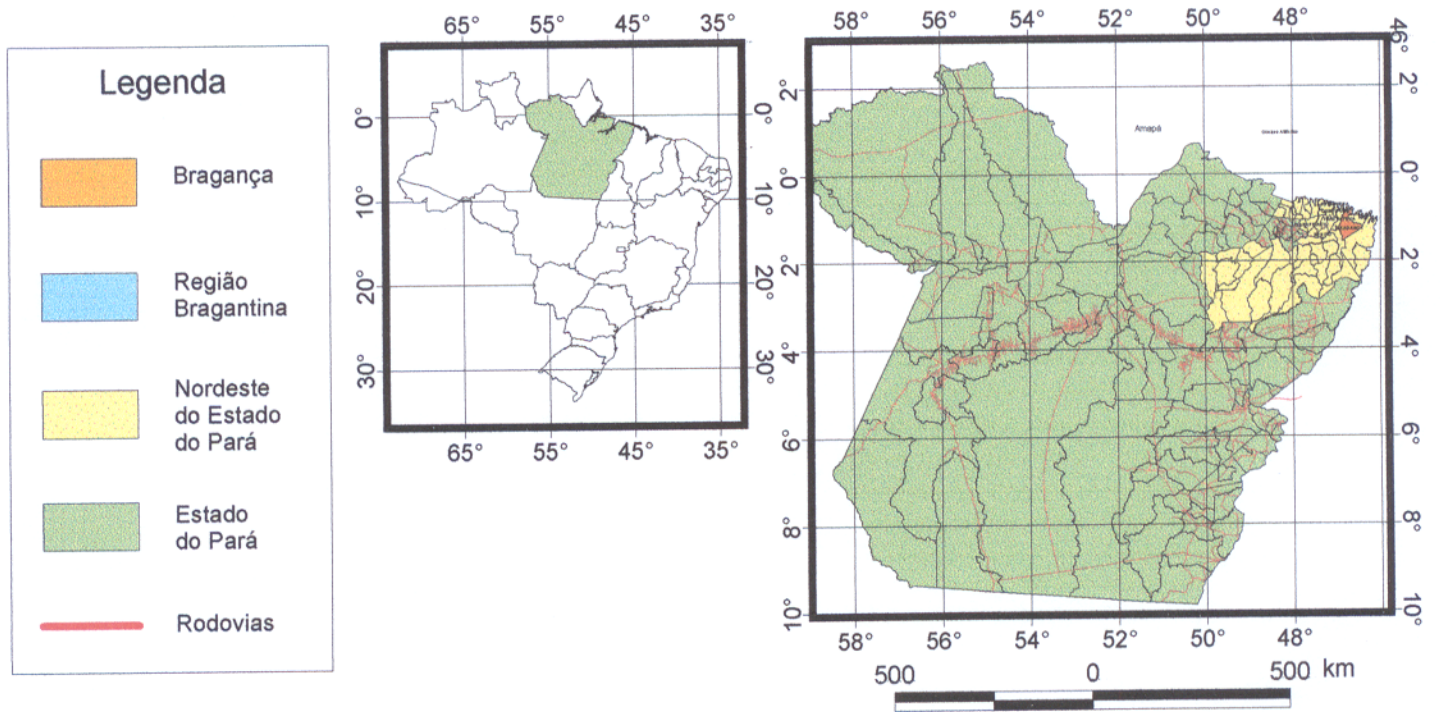 Legenda
Bragança
Região
Bragantina
Nordeste
do Estado
do Pará
Estado
do Pará
Rodovias
65° 55° 45° 35°
0° 0°
10° 10°
20° 20°
30° 30°
65° 55° 45° 35°
58° 56° 54° 52° 50° 48° 46°
2° 2°
Amapá
0° 0°
2° 2°
4° 4°
6° 6°
8° 8°
10° 10°
58° 56° 54° 52° 50° 48°
500 0 500 km